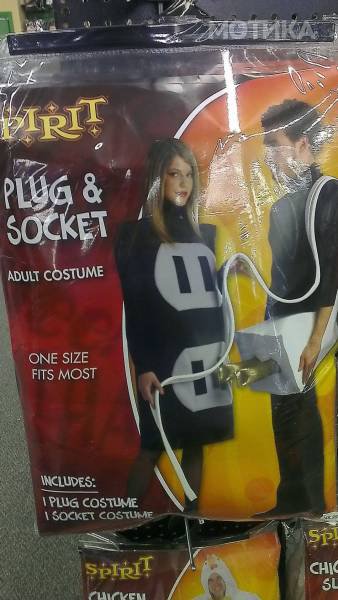 МОТИКА
SPIRIT
PLUG &
SOCKET
ADULT COSTUME
ONE SIZE
FITS MOST
INCLUDES:
1 PLUG COSTUME
1 SOCKET COSTUME
SPIRIT
CHICKEN
SPI
CHIC